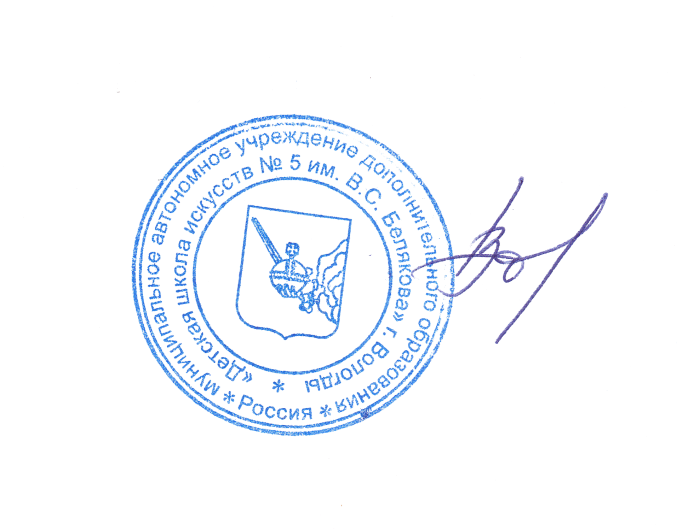 Муниципальное автономное учреждение дополнительного образования
* Россия *
«Детская школа искусств № 5 им. В.С. Белякова» г. Вологды
*